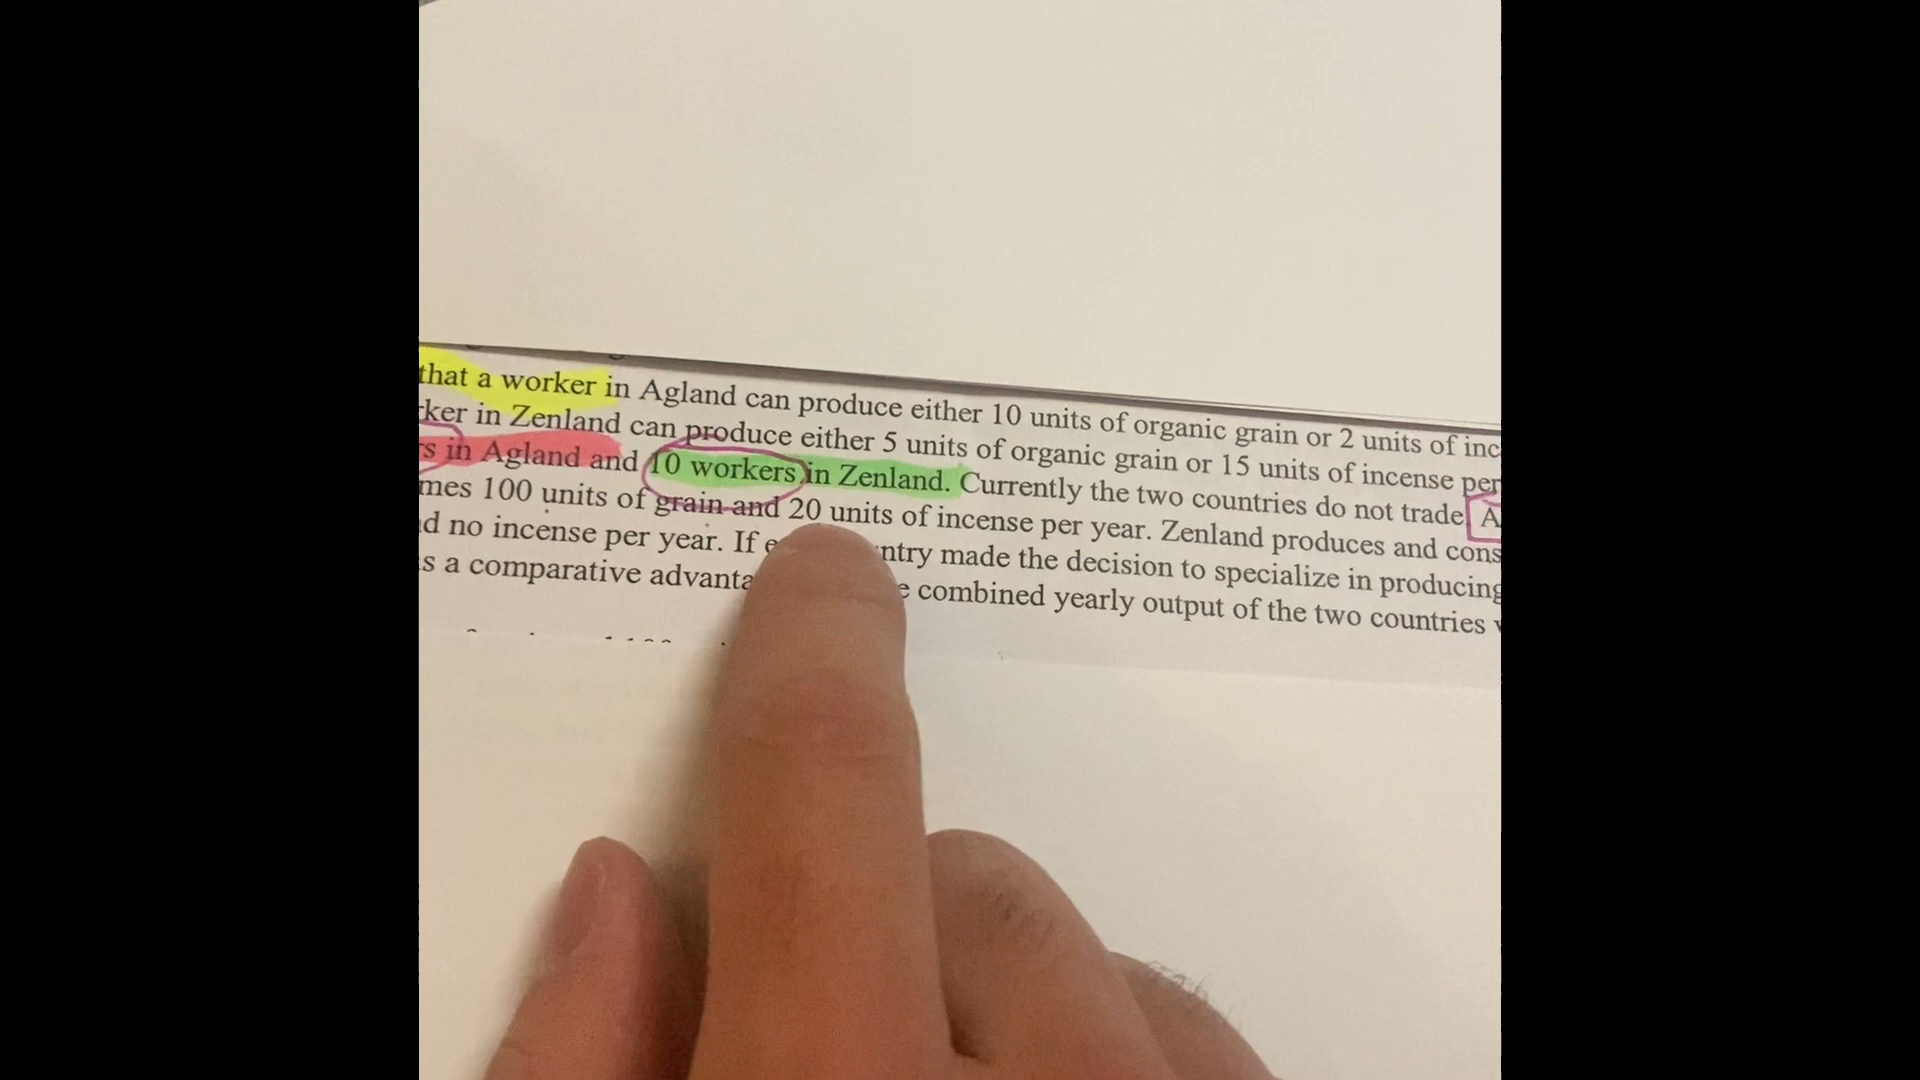 that a worker in Agland can produce either 10 units of organic grain or 2 units of inc
rker in Zenland can produce either 5 units of organic grain or 15 units of incense per
rs in Agland and 10 workers in Zenland. Currently the two countries do not trade. A
mes 100 units of grain and 20 units of incense per year. Zenland produces and cons
d no incense per year. If ntry made the decision to specialize in producing
s a comparative advanta combined yearly output of the two countries